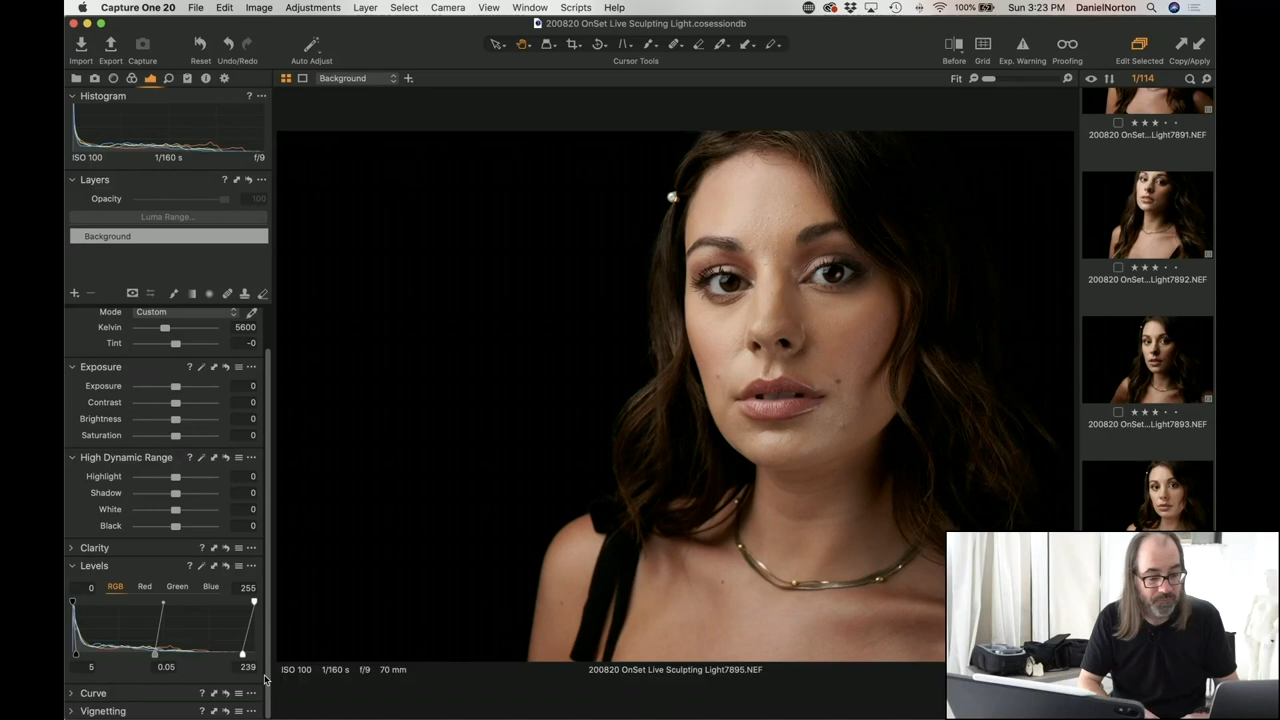 Capture One 20 File Edit Image Adjustments Layer Select Camera View Window Scripts Help 100% Sun 3:23 PM DanielNorton
200820 OnSet Live Sculpting Light.cosessiondb
Import Export Capture Reset Undo/Redo Auto Adjust Cursor Tools Before Grid Exp. Warning Proofing Edit Selected Copy/Apply
Background Fit 1/114
Histogram ? ...
ISO 100 1/160 s f/9
Layers ? ...
Opacity 100
Luma Range...
Background
Mode Custom
Kelvin 5600
Tint -0
Exposure ? ...
Exposure 0
Contrast 0
Brightness 0
Saturation 0
High Dynamic Range ? ...
Highlight 0
Shadow 0
White 0
Black 0
Clarity ? ...
Levels ? ...
0 RGB Red Green Blue 255
5 0.05 239
Curve ? ...
Vignetting ? ...
ISO 100 1/160 s f/9 70 mm 200820 OnSet Live Sculpting Light7895.NEF
200820 OnSet...Light7891.NEF
200820 OnSet...Light7892.NEF
200820 OnSet...Light7893.NEF